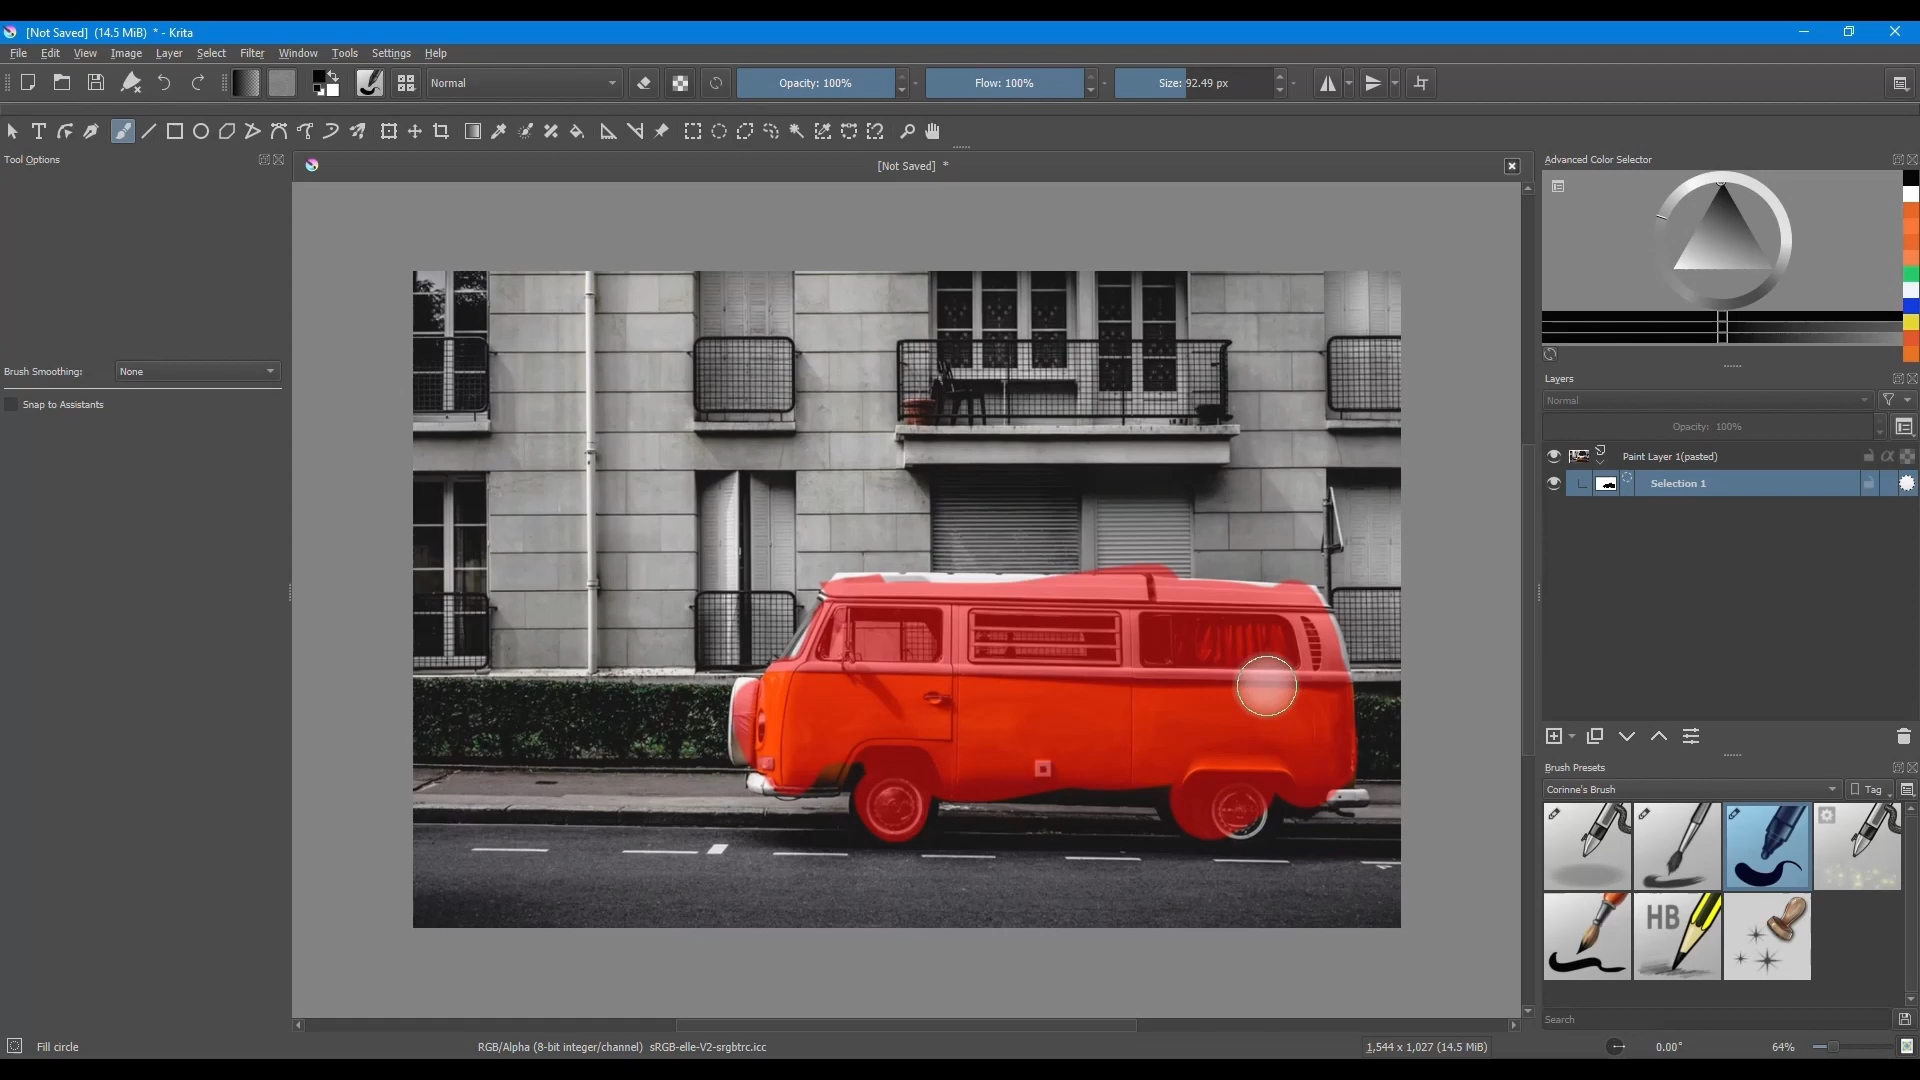 [Not Saved] (14.5 MiB) * - Krita
File Edit View Image Layer Select Filter Window Tools Settings Help
Normal Opacity: 100% Flow: 100% Size: 92.49 px
Tool Options [Not Saved] * Advanced Color Selector
Brush Smoothing: None
Snap to Assistants
Layers
Normal
Opacity: 100%
Paint Layer 1(pasted)
Selection 1
Brush Presets
Corinne's Brush Tag
HB
Search
Fill circle RGB/Alpha (8-bit integer/channel) sRGB-elle-V2-srgbtrc.icc 1,544 x 1,027 (14.5 MiB) 0.00° 64%